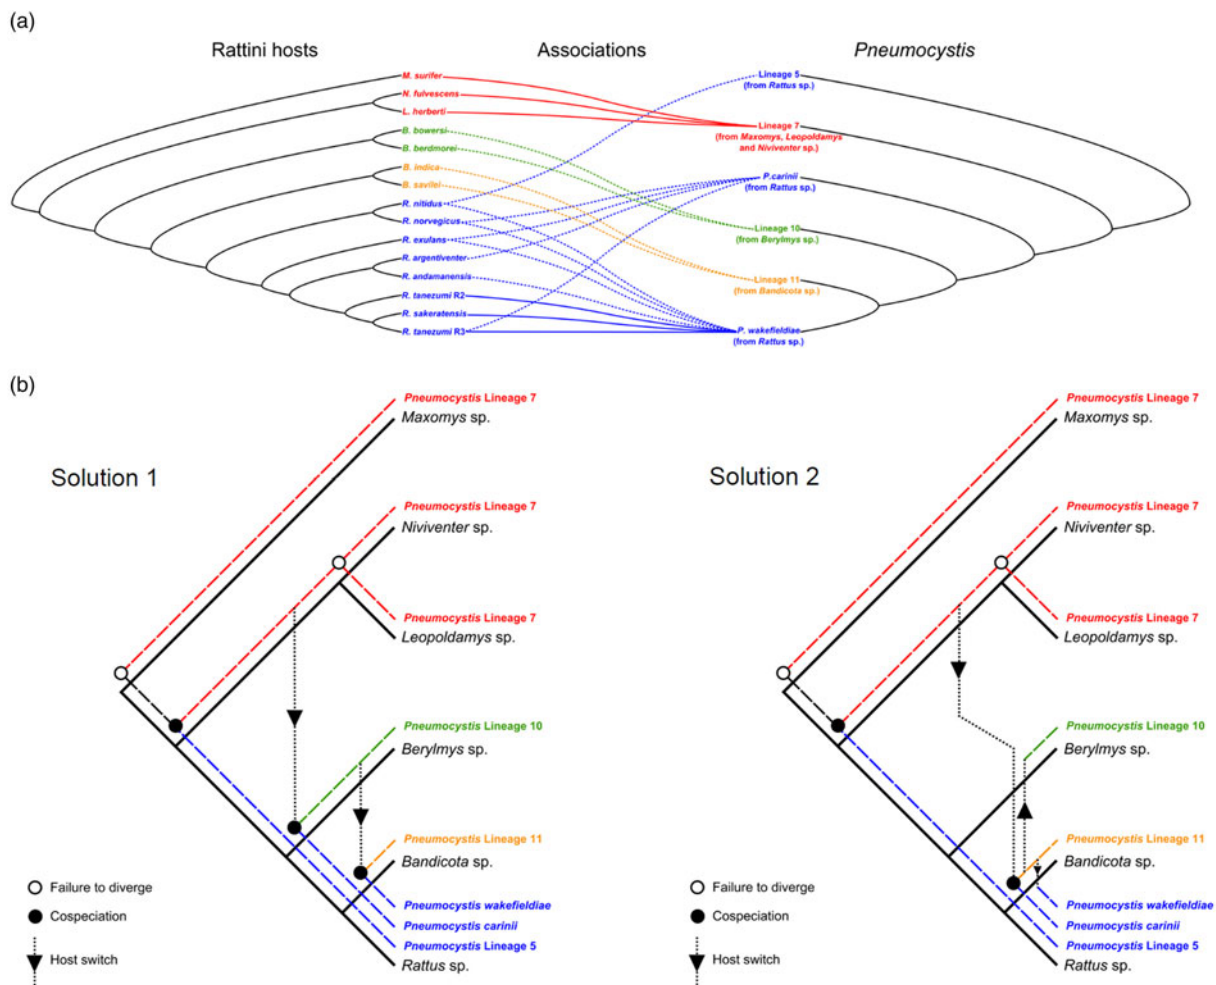 (a)
Rattini hosts
Associations
Pneumocystis
M. surifer
N. fulvescens
L. herberti
B. bowersi
B. berdmorei
B. indica
B. savilei
R. nitidus
R. norvegicus
R. exulans
R. argentiventer
R. andamanensis
R. tanezumi R2
R. sakeratensis
R. tanezumi R3
Lineage 5
(from Rattus sp.)
Lineage 7
(from Maxomys, Leopoldamys
and Niviventer sp.)
P.carinii
(from Rattus sp.)
Lineage 10
(from Berylmys sp.)
Lineage 11
(from Bandicota sp.)
P. wakefieldiae
(from Rattus sp.)
(b)
Solution 1
Pneumocystis Lineage 7
Maxomys sp.
Pneumocystis Lineage 7
Niviventer sp.
Pneumocystis Lineage 7
Leopoldamys sp.
Pneumocystis Lineage 10
Berylmys sp.
Pneumocystis Lineage 11
Bandicota sp.
Pneumocystis wakefieldiae
Pneumocystis carinii
Pneumocystis Lineage 5
Rattus sp.
Failure to diverge
Cospeciation
Host switch
Solution 2
Pneumocystis Lineage 7
Maxomys sp.
Pneumocystis Lineage 7
Niviventer sp.
Pneumocystis Lineage 7
Leopoldamys sp.
Pneumocystis Lineage 10
Berylmys sp.
Pneumocystis Lineage 11
Bandicota sp.
Pneumocystis wakefieldiae
Pneumocystis carinii
Pneumocystis Lineage 5
Rattus sp.
Failure to diverge
Cospeciation
Host switch